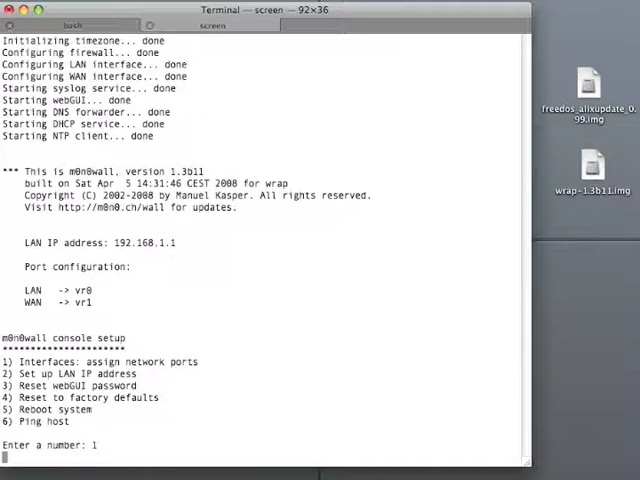 Terminal — screen — 92×36
bash
screen
Initializing timezone... done
Configuring firewall... done
Configuring LAN interface... done
Configuring WAN interface... done
Starting syslog service... done
Starting webGUI... done
Starting DNS forwarder... done
Starting DHCP service... done
Starting NTP client... done
*** This is m0n0wall, version 1.3b11
built on Sat Apr  5 14:31:46 CEST 2008 for wrap
Copyright (C) 2002-2008 by Manuel Kasper. All rights reserved.
Visit http://m0n0.ch/wall for updates.
LAN IP address: 192.168.1.1
Port configuration:
LAN   -> vr0
WAN   -> vr1
m0n0wall console setup
**********************
1) Interfaces: assign network ports
2) Set up LAN IP address
3) Reset webGUI password
4) Reset to factory defaults
5) Reboot system
6) Ping host
Enter a number: 1
freedos_alixupdate_0.
99.img
wrap-1.3b11.img